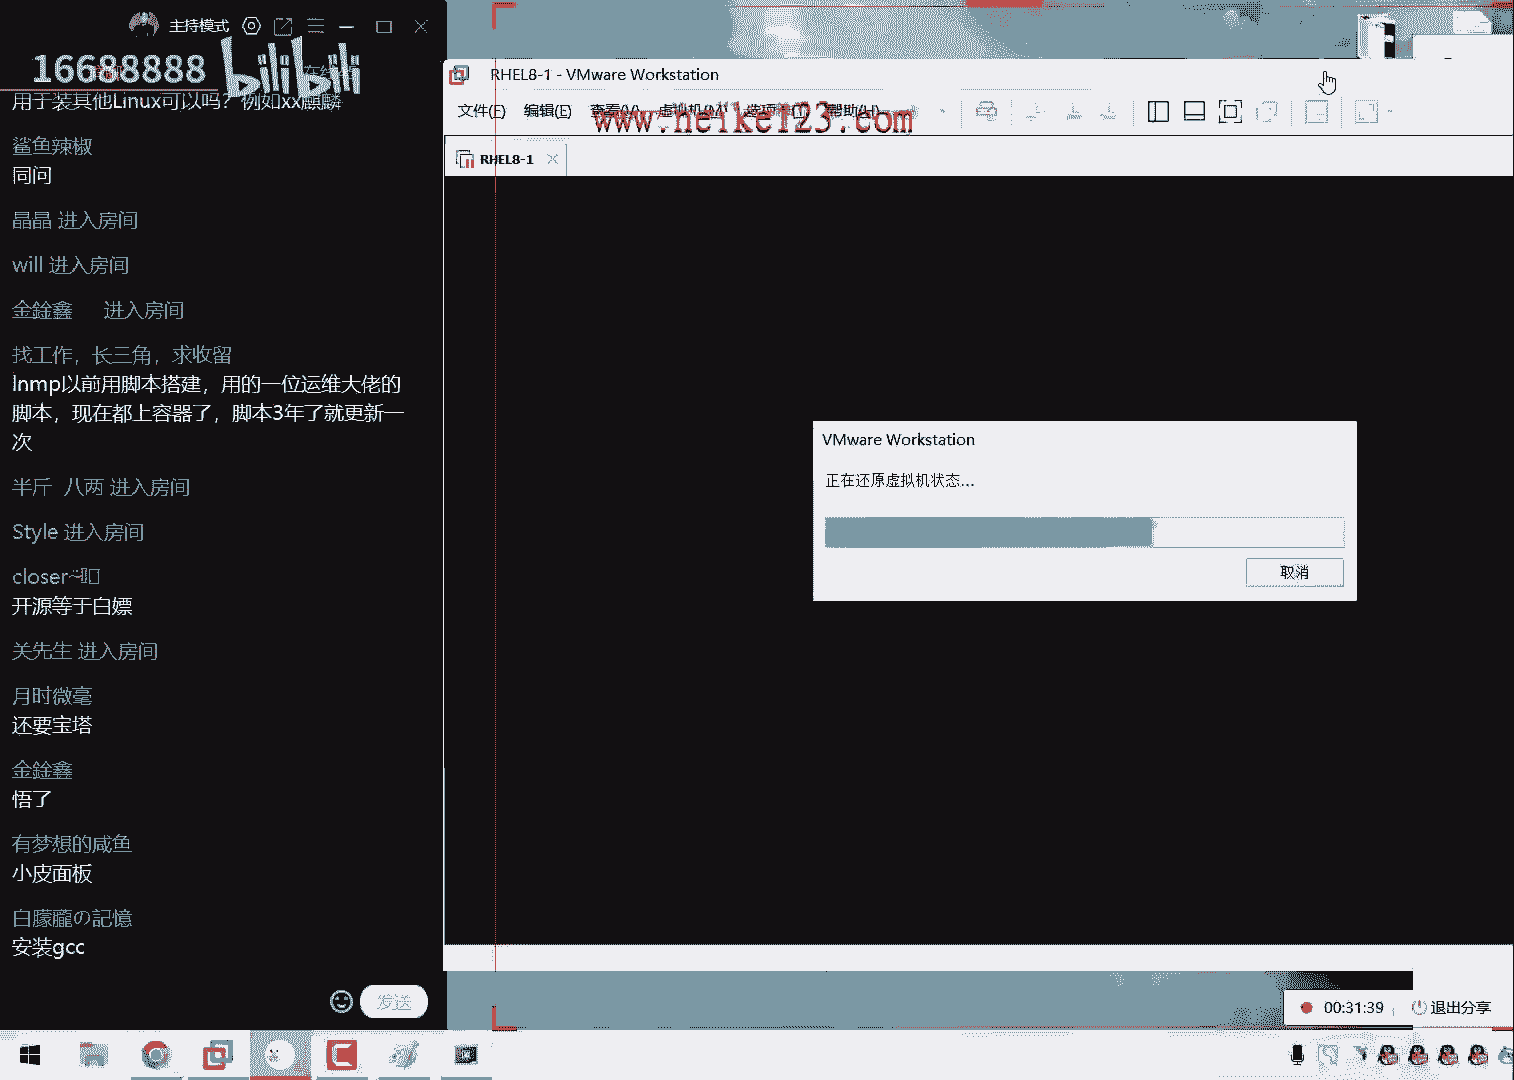 主持模式
16688888
bilibili
用于装其他Linux可以吗？例如xx麒麟
鲨鱼辣椒
同问
晶晶 进入房间
will 进入房间
金鍂鑫 进入房间
找工作，长三角，求收留
lnmp以前用脚本搭建，用的一位运维大佬的
脚本，现在都上容器了，脚本3年了就更新一
次
半斤 八两 进入房间
Style 进入房间
closer
开源等于白嫖
关先生 进入房间
月时微毫
还要宝塔
金鍂鑫
悟了
有梦想的咸鱼
小皮面板
白朦朧の記憶
安装gcc
发送
RHEL8-1 - VMware Workstation
文件(F) 编辑(E) 查看(V) 虚拟机(M) 选项卡(T) 帮助(H)
www.heike123.com
RHEL8-1
VMware Workstation
正在还原虚拟机状态...
取消
00:31:39 退出分享